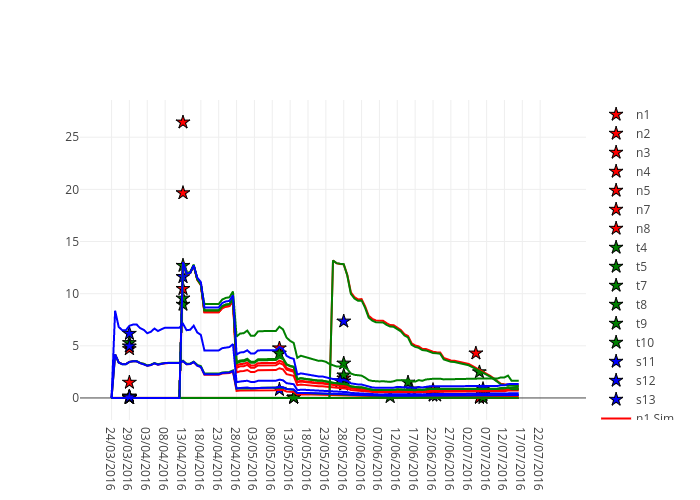 25
20
15
10
5
0
24/03/2016
29/03/2016
03/04/2016
08/04/2016
13/04/2016
18/04/2016
23/04/2016
28/04/2016
03/05/2016
08/05/2016
13/05/2016
18/05/2016
23/05/2016
28/05/2016
02/06/2016
07/06/2016
12/06/2016
17/06/2016
22/06/2016
27/06/2016
02/07/2016
07/07/2016
12/07/2016
17/07/2016
22/07/2016
n1
n2
n3
n4
n5
n7
n8
t4
t5
t7
t8
t9
t10
s11
s12
s13
n1 Sim